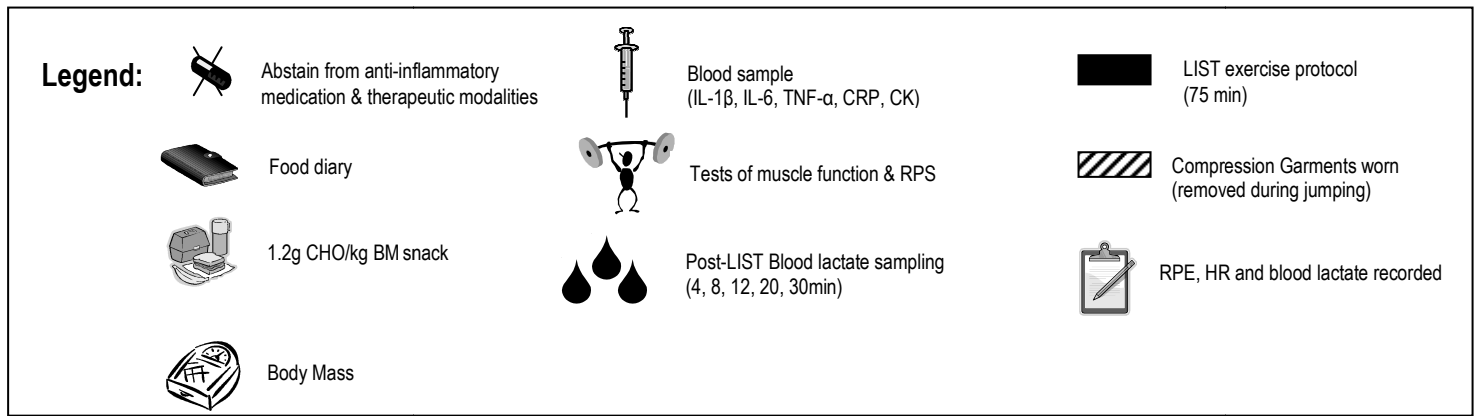 Legend:
Abstain from anti-inflammatory
medication & therapeutic modalities
Food diary
1.2g CHO/kg BM snack
Body Mass
Blood sample
(IL-1β, IL-6, TNF-α, CRP, CK)
Tests of muscle function & RPS
Post-LIST Blood lactate sampling
(4, 8, 12, 20, 30min)
LIST exercise protocol
(75 min)
Compression Garments worn
(removed during jumping)
RPE, HR and blood lactate recorded